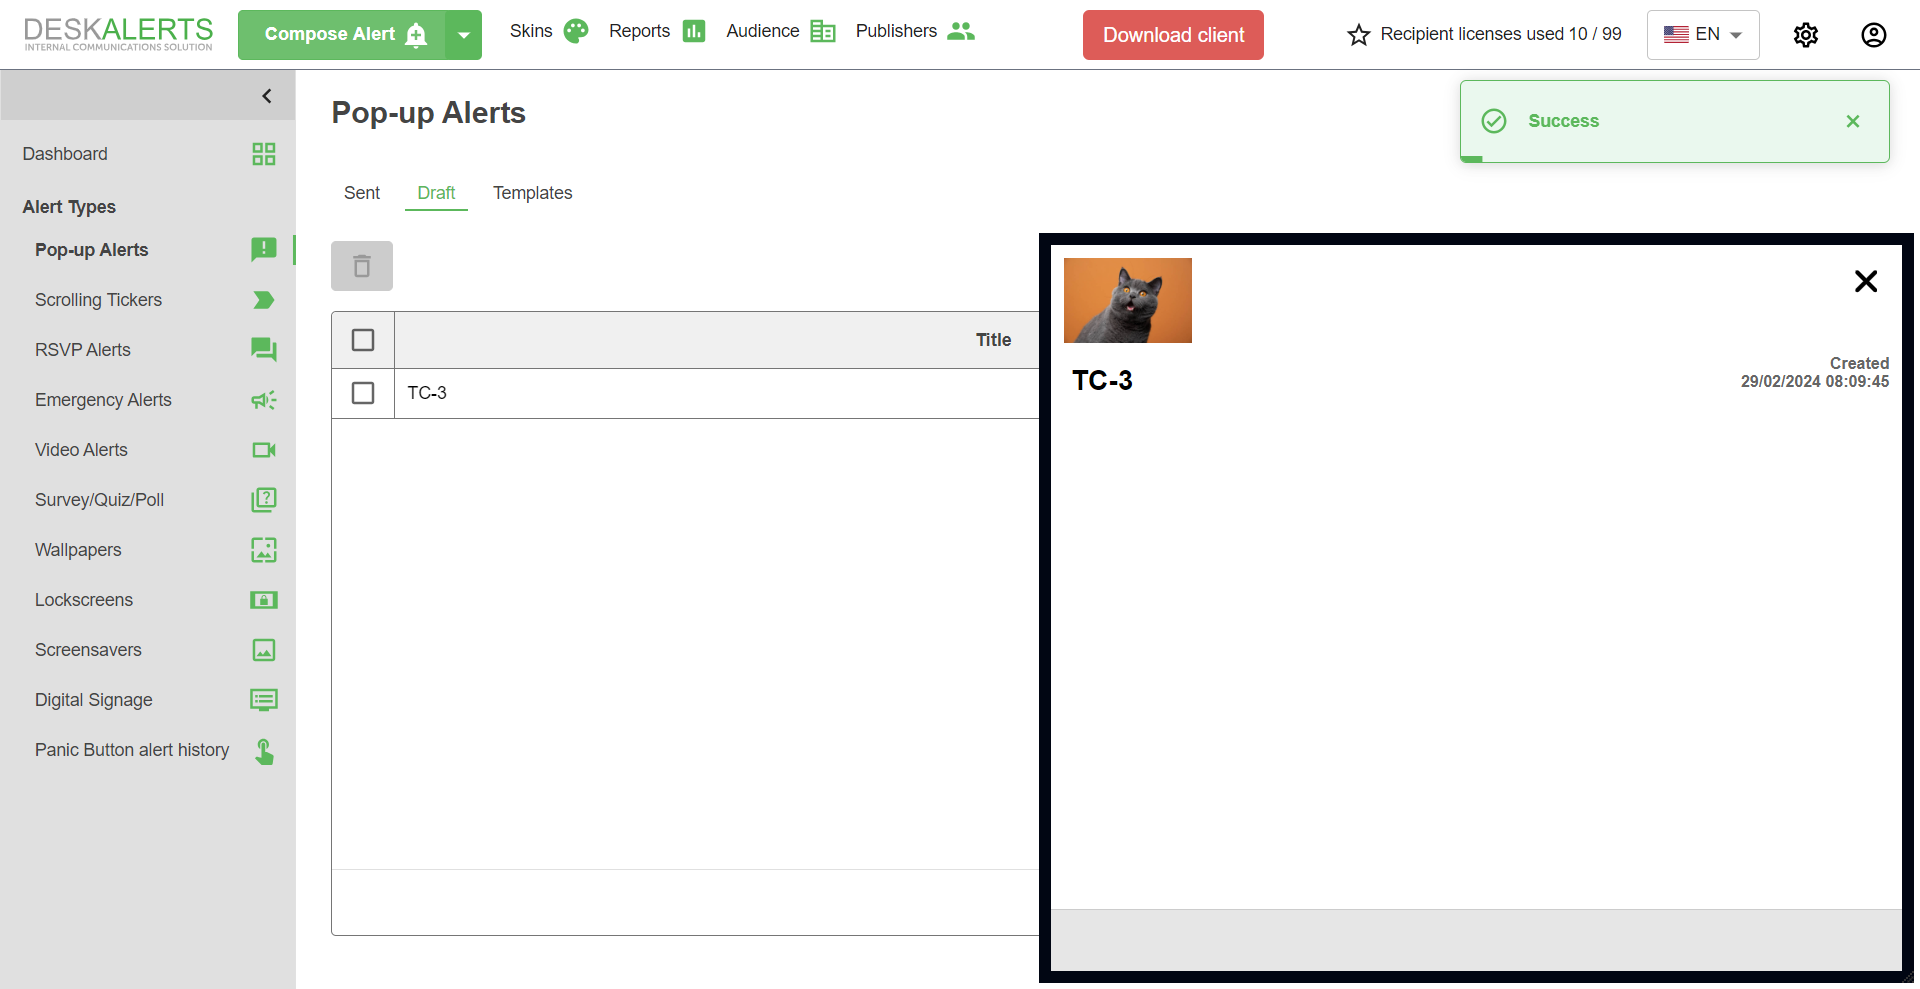 DESKALERTS
INTERNAL COMMUNICATIONS SOLUTION
Compose Alert
Skins
Reports
Audience
Publishers
Download client
Recipient licenses used 10 / 99
EN
Dashboard
Alert Types
Pop-up Alerts
Scrolling Tickers
RSVP Alerts
Emergency Alerts
Video Alerts
Survey/Quiz/Poll
Wallpapers
Lockscreens
Screensavers
Digital Signage
Panic Button alert history
Pop-up Alerts
Success
Sent
Draft
Templates
Title
TC-3
TC-3
Created
29/02/2024 08:09:45